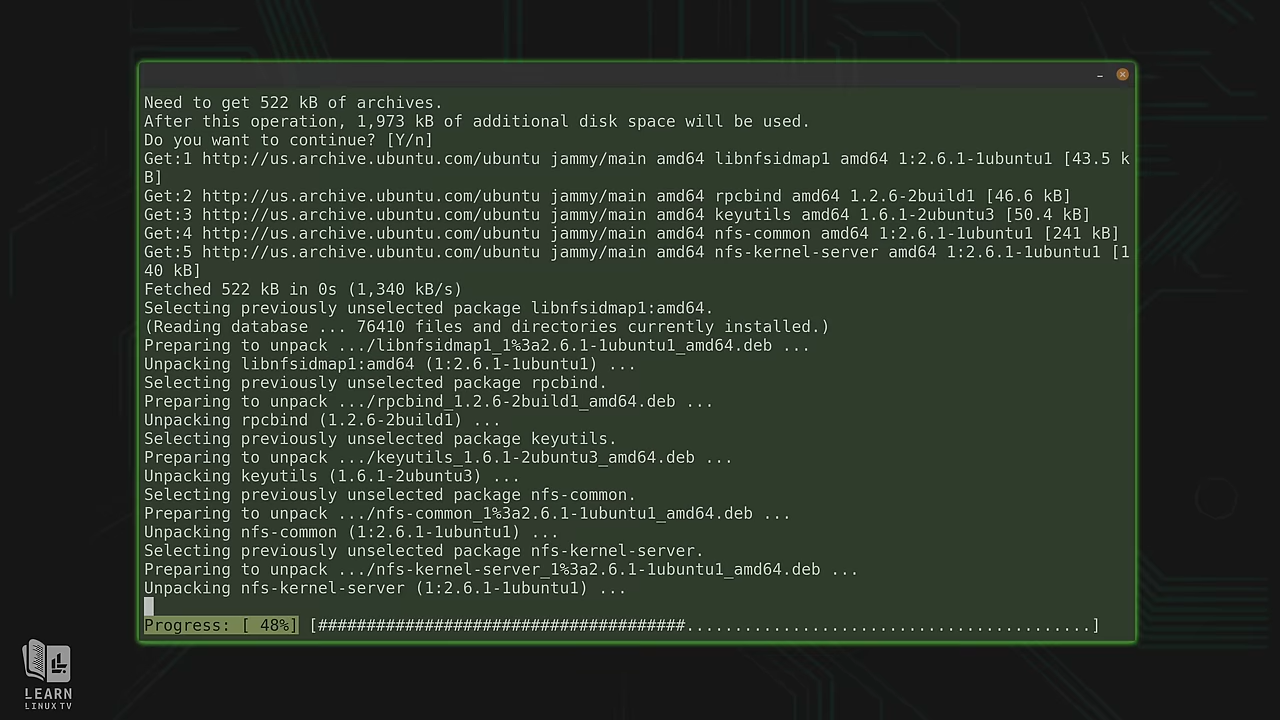 Need to get 522 kB of archives.
After this operation, 1,973 kB of additional disk space will be used.
Do you want to continue? [Y/n]
Get:1 http://us.archive.ubuntu.com/ubuntu jammy/main amd64 libnfsidmap1 amd64 1:2.6.1-1ubuntu1 [43.5 k
B]
Get:2 http://us.archive.ubuntu.com/ubuntu jammy/main amd64 rpcbind amd64 1.2.6-2build1 [46.6 kB]
Get:3 http://us.archive.ubuntu.com/ubuntu jammy/main amd64 keyutils amd64 1.6.1-2ubuntu3 [50.4 kB]
Get:4 http://us.archive.ubuntu.com/ubuntu jammy/main amd64 nfs-common amd64 1:2.6.1-1ubuntu1 [241 kB]
Get:5 http://us.archive.ubuntu.com/ubuntu jammy/main amd64 nfs-kernel-server amd64 1:2.6.1-1ubuntu1 [1
40 kB]
Fetched 522 kB in 0s (1,340 kB/s)
Selecting previously unselected package libnfsidmap1:amd64.
(Reading database ... 76410 files and directories currently installed.)
Preparing to unpack .../libnfsidmap1_1%3a2.6.1-1ubuntu1_amd64.deb ...
Unpacking libnfsidmap1:amd64 (1:2.6.1-1ubuntu1) ...
Selecting previously unselected package rpcbind.
Preparing to unpack .../rpcbind_1.2.6-2build1_amd64.deb ...
Unpacking rpcbind (1.2.6-2build1) ...
Selecting previously unselected package keyutils.
Preparing to unpack .../keyutils_1.6.1-2ubuntu3_amd64.deb ...
Unpacking keyutils (1.6.1-2ubuntu3) ...
Selecting previously unselected package nfs-common.
Preparing to unpack .../nfs-common_1%3a2.6.1-1ubuntu1_amd64.deb ...
Unpacking nfs-common (1:2.6.1-1ubuntu1) ...
Selecting previously unselected package nfs-kernel-server.
Preparing to unpack .../nfs-kernel-server_1%3a2.6.1-1ubuntu1_amd64.deb ...
Unpacking nfs-kernel-server (1:2.6.1-1ubuntu1) ...
Progress: [ 48%] [######################################..........................................]
LEARN
LINUX TV